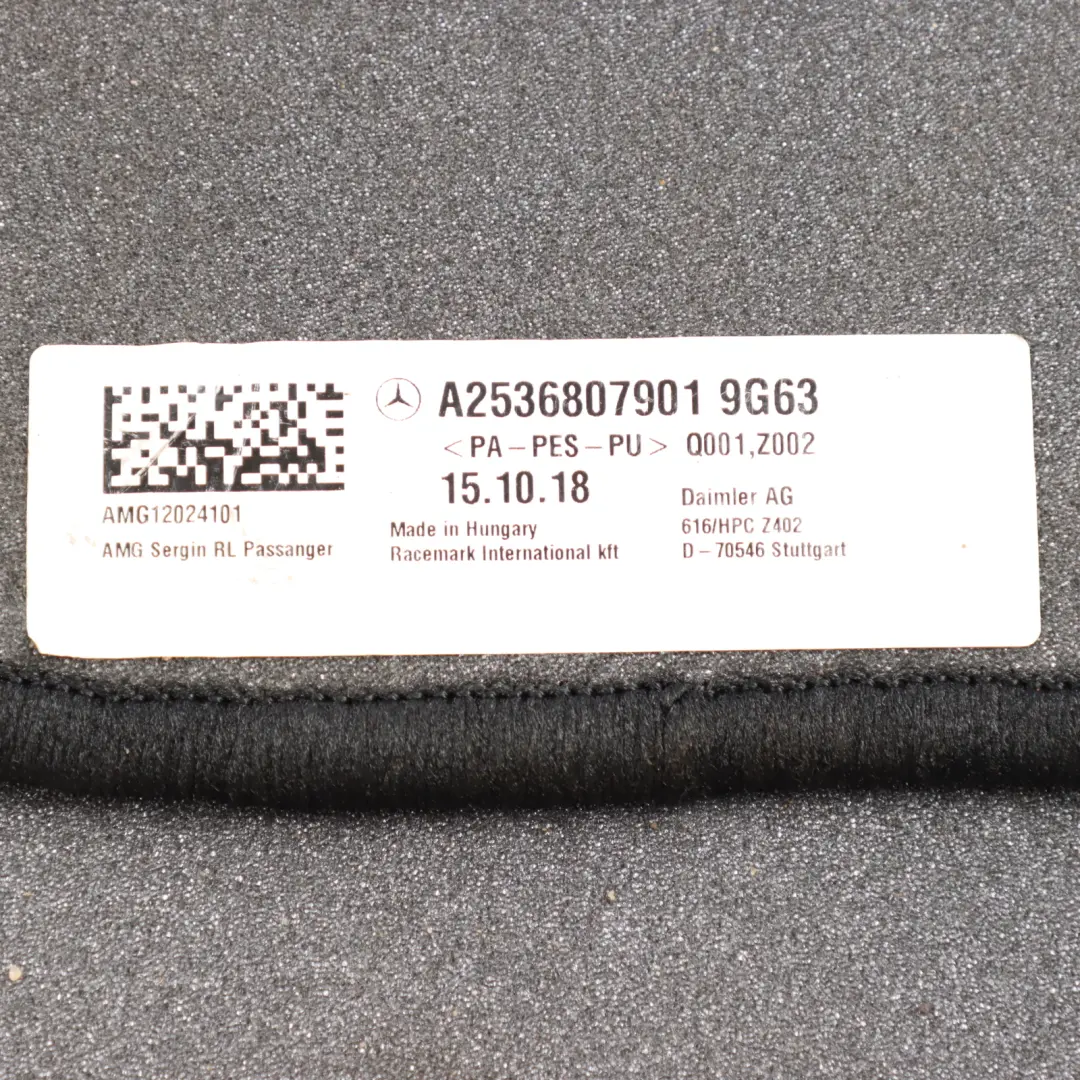 A2536807901 9G63
<PA-PES-PU> Q001,Z002
15.10.18
AMG12024101
AMG Sergin RL Passanger
Made in Hungary
Racemark International kft
Daimler AG
616/HPC Z402
D-70546 Stuttgart